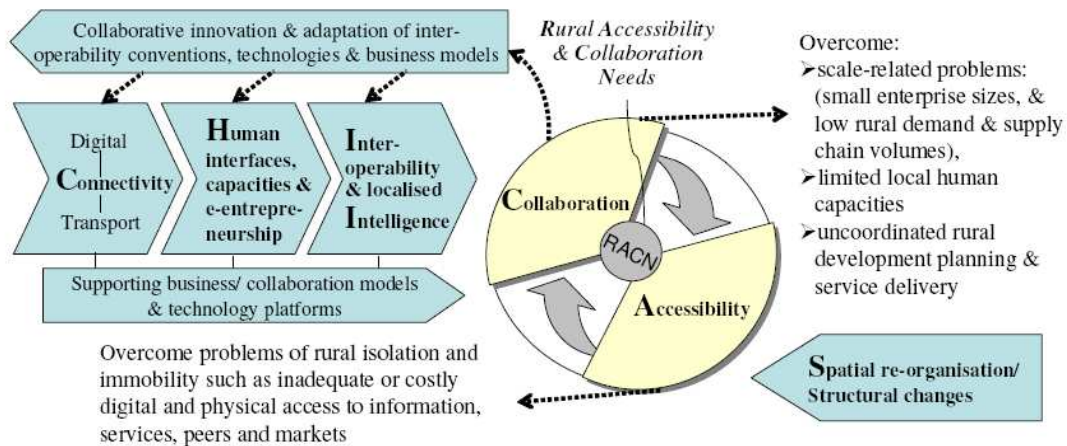 Collaborative innovation & adaptation of inter-
operability conventions, technologies & business models
Digital
Connectivity
Transport
Human
interfaces,
capacities &
e-entrepre-
neurship
Inter-
operability
& localised
Intelligence
Supporting business/ collaboration models
& technology platforms
Rural Accessibility
& Collaboration
Needs
Collaboration
RACN
Accessibility
Overcome:
➢scale-related problems:
(small enterprise sizes, &
low rural demand & supply
chain volumes),
➢limited local human
capacities
➢uncoordinated rural
development planning &
service delivery
Overcome problems of rural isolation and
immobility such as inadequate or costly
digital and physical access to information,
services, peers and markets
Spatial re-organisation/
Structural changes